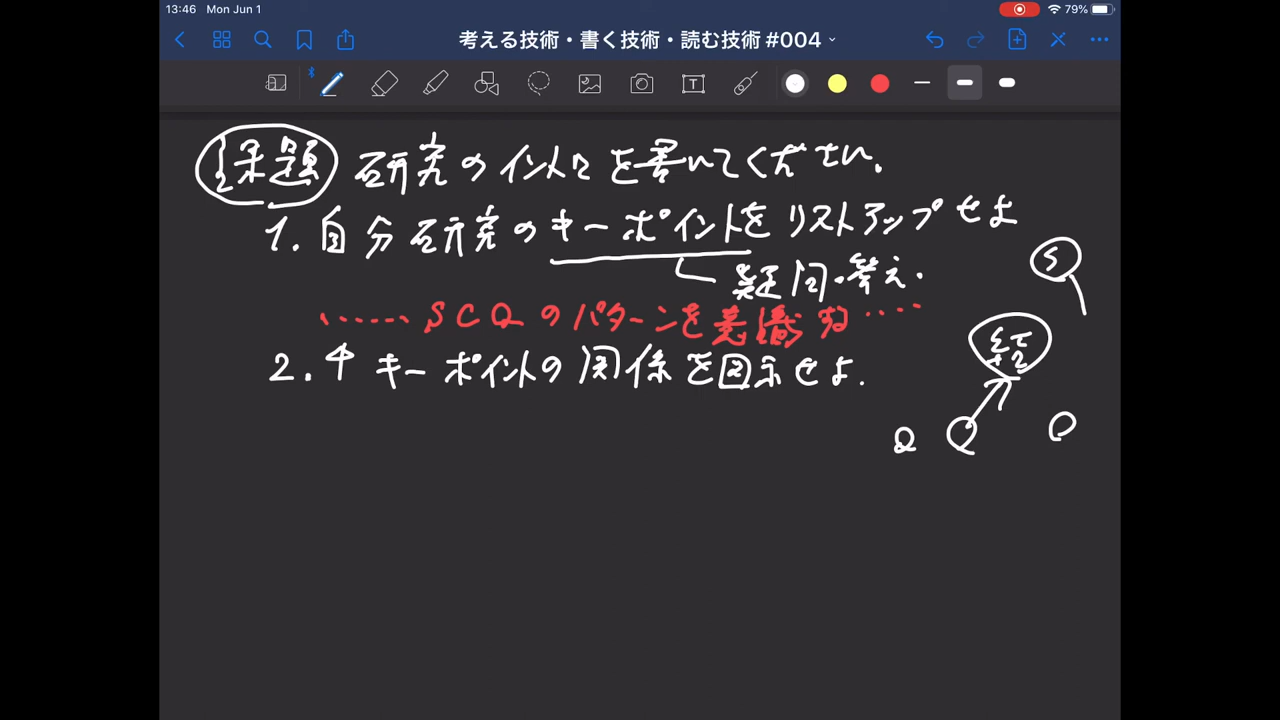 13:46 Mon Jun 1
79%
考える技術・書く技術・読む技術 #004
T
課題 研究のイントロを書いてください.
1. 自分研究のキーポイントをリストアップせよ
疑問・答え.
S
...... SCQのパターンを意識する ....
2. 4 キーポイントの関係を図示せよ.
Q